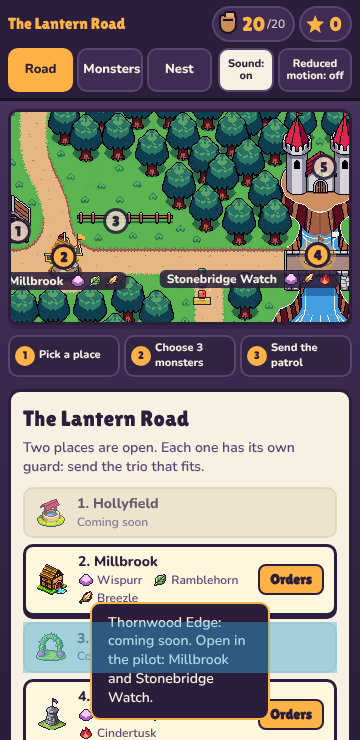 The Lantern Road
20/20
0
Road
Monsters
Nest
Sound: on
Reduced motion: off
5
1
3
2
4
Millbrook
Stonebridge Watch
1 Pick a place
2 Choose 3 monsters
3 Send the patrol
The Lantern Road
Two places are open. Each one has its own
guard: send the trio that fits.
1. Hollyfield
Coming soon
2. Millbrook
Wispurr Ramblehorn
Breezle
Orders
3.
Thornwood Edge:
coming soon. Open in
the pilot: Millbrook
and Stonebridge
Watch.
4.
Orders
Cindertusk